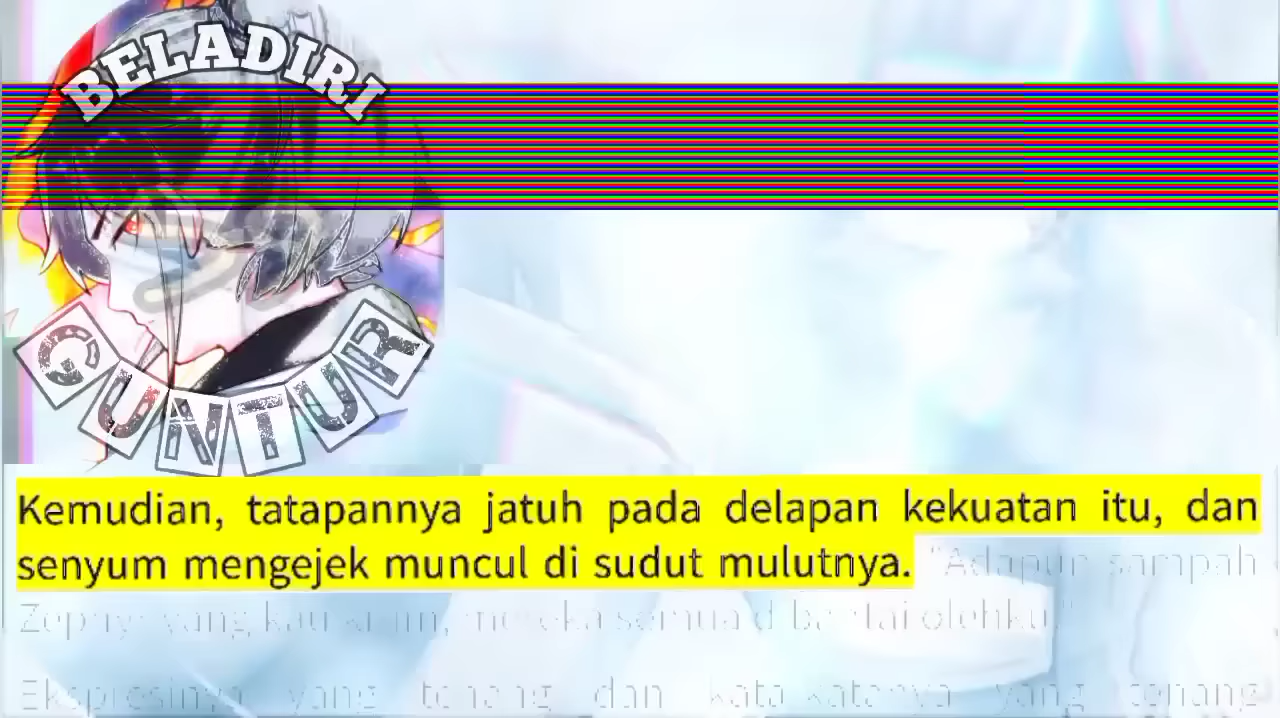 BELADIRI
GUNTUR
Kemudian, tatapannya jatuh pada delapan kekuatan itu, dan
senyum mengejek muncul di sudut mulutnya. "Adapun sampah
yang kau kirim, mereka semua olehku."
Ekspresinya yang tenang dan kata-katanya yang tenang